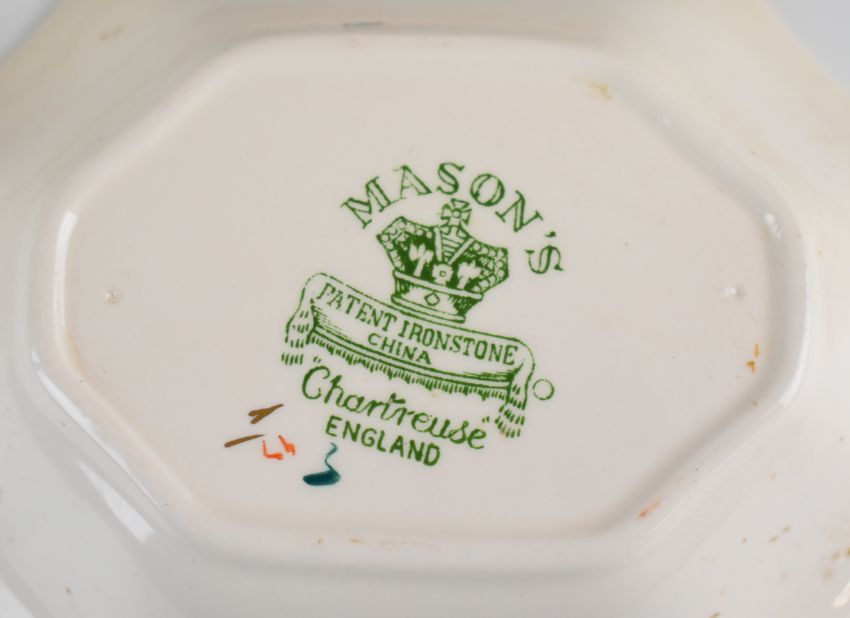 MASON'S
PATENT IRONSTONE
CHINA
"Chartreuse"
ENGLAND